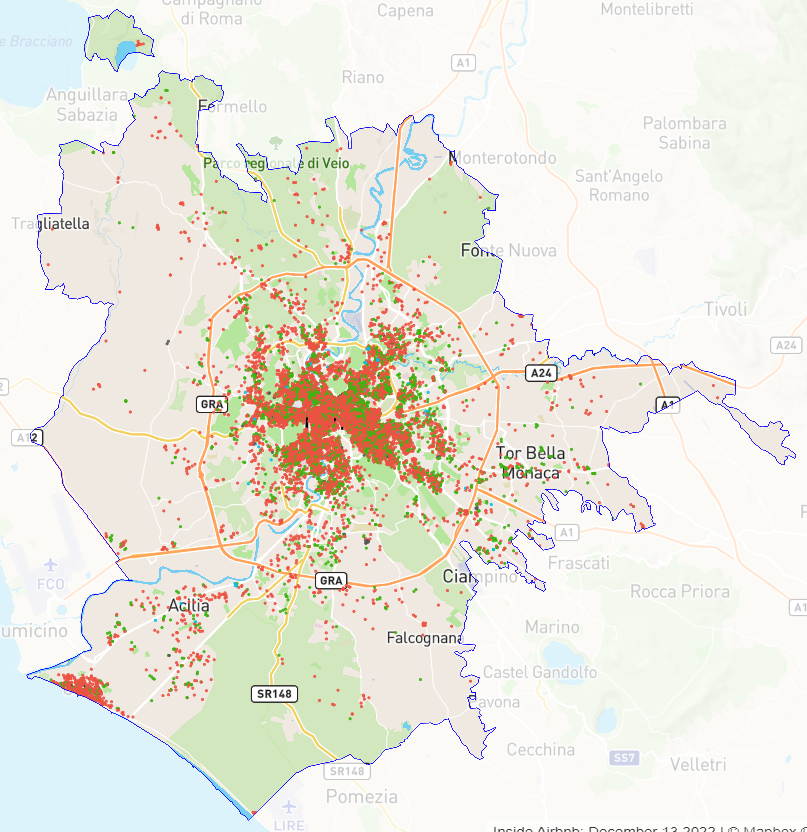 Campagnano
di Roma
Capena
Montelibretti
e Bracciano
A1
Riano
Anguillara
Sabazia
Formello
Palombara
Sabina
Monterotondo
Parco regionale di Veio
Sant'Angelo
Romano
Tragliatella
Fonte Nuova
Tivoli
A24
A24
GRA
A1
A12
Tor Bella
Monaca
A1
FCO
Ciampino
Frascati
GRA
Rocca Priora
A1
Acilia
umicino
Falcognana
Marino
Castel Gandolfo
SR148
avona
Cecchina
SS7
Velletri
SR148
Pomezia
LIRE
Inside Airbnb: December 13 2022 | © Mapbox ©